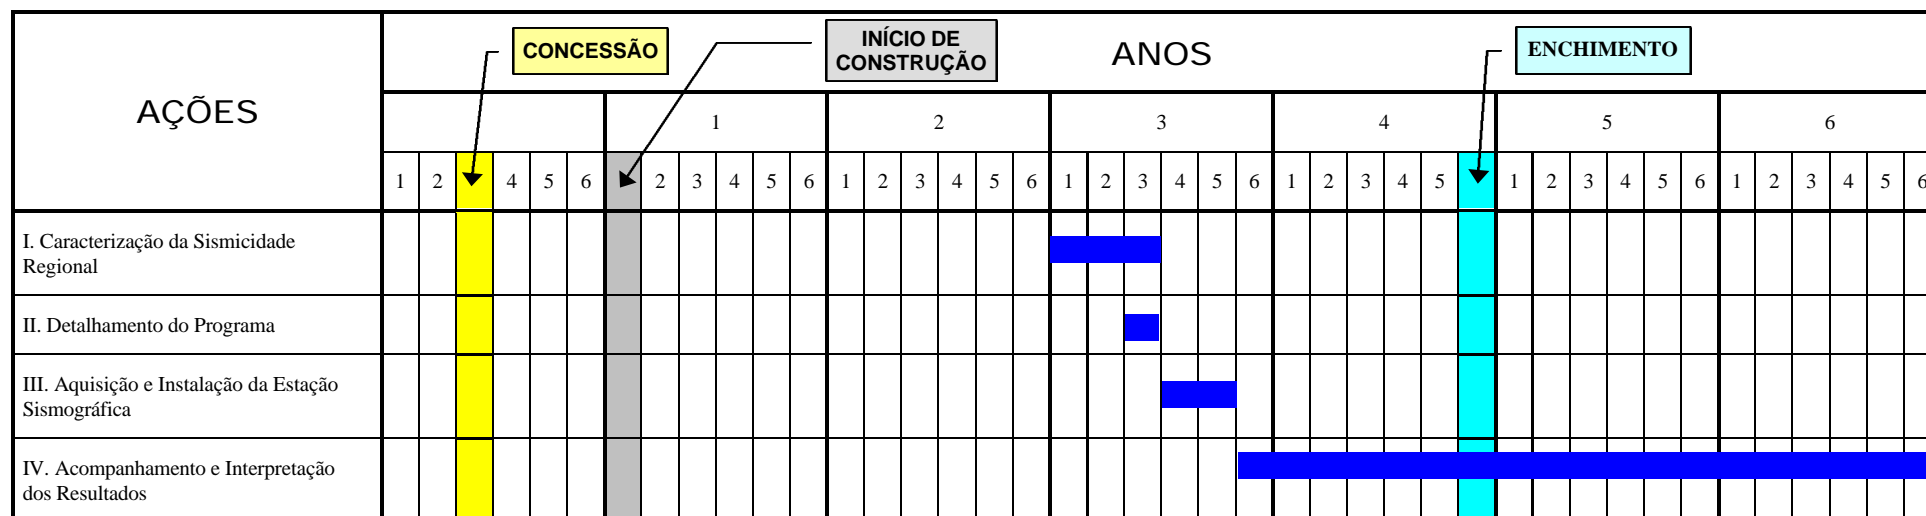 AÇÕES
CONCESSÃO
INÍCIO DE
CONSTRUÇÃO
ANOS
ENCHIMENTO
1 2 3 4 5 6
1 2 4 5 6 2 3 4 5 6 1 2 3 4 5 6 1 2 3 4 5 6 1 2 3 4 5 1 2 3 4 5 6 1 2 3 4 5 6
I. Caracterização da Sismicidade
Regional
II. Detalhamento do Programa
III. Aquisição e Instalação da Estação
Sismográfica
IV. Acompanhamento e Interpretação
dos Resultados